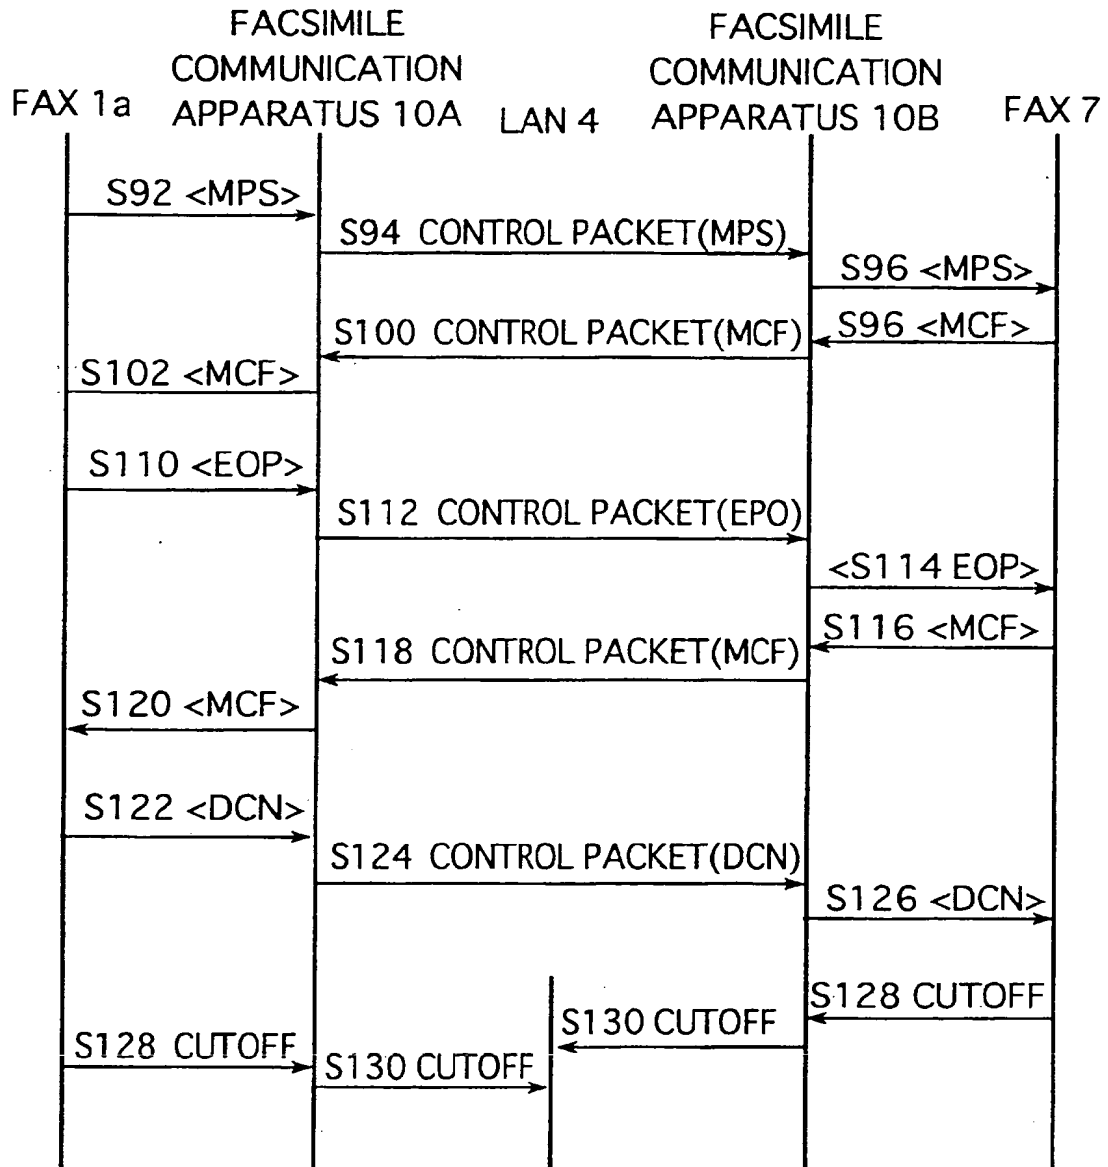 FACSIMILE
COMMUNICATION
APPARATUS 10A
FACSIMILE
COMMUNICATION
APPARATUS 10B
FAX 1a
LAN 4
FAX 7
S92 <MPS>
S94 CONTROL PACKET(MPS)
S96 <MPS>
S96 <MCF>
S100 CONTROL PACKET(MCF)
S102 <MCF>
S110 <EOP>
S112 CONTROL PACKET(EPO)
<S114 EOP>
S116 <MCF>
S118 CONTROL PACKET(MCF)
S120 <MCF>
S122 <DCN>
S124 CONTROL PACKET(DCN)
S126 <DCN>
S128 CUTOFF
S130 CUTOFF
S128 CUTOFF
S130 CUTOFF